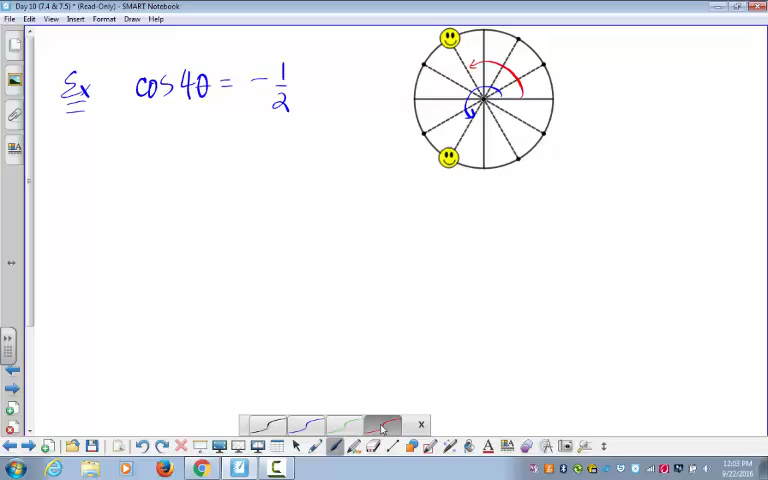 Day 10 (7.4 & 7.5) * (Read-Only) - SMART Notebook
File Edit View Insert Format Draw Help
Ex cos 4θ = - 1/2
12:03 PM
9/22/2016